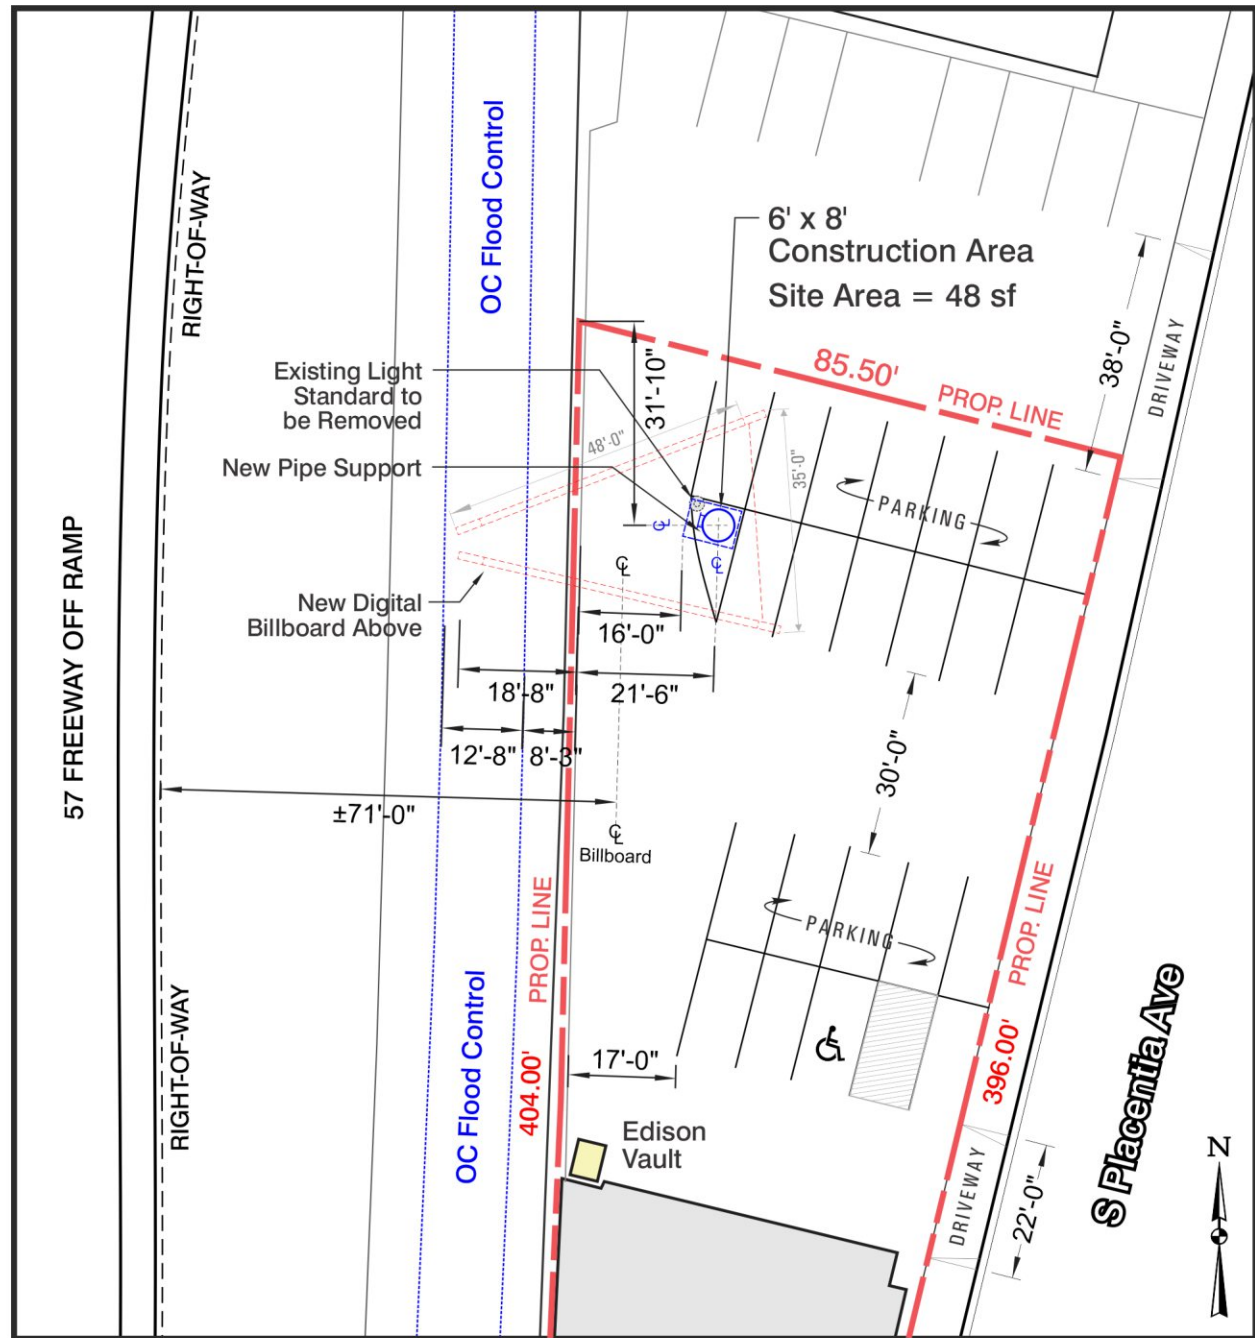 RIGHT-OF-WAY
OC Flood Control
6' x 8'
Construction Area
Site Area = 48 sf
38'-0"
DRIVEWAY
31'-10"
85.50'
PROP. LINE
Existing Light
Standard to
be Removed
48'-0"
35'-0"
New Pipe Support
PARKING
57 FREEWAY OFF RAMP
℄
℄
℄
New Digital
Billboard Above
16'-0"
18'-8"
21'-6"
12'-8"
8'-3"
30'-0"
±71'-0"
℄
Billboard
PROP. LINE
PROP. LINE
PARKING
RIGHT-OF-WAY
OC Flood Control
404.00'
17'-0"
396.00'
S Placentia Ave
Edison
Vault
DRIVEWAY
22'-0"
N